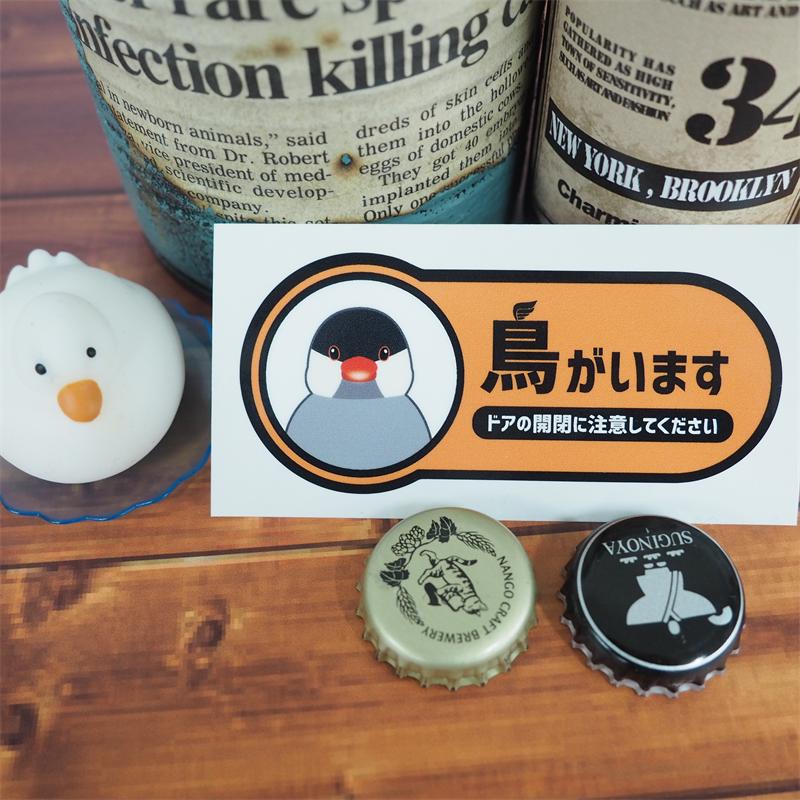 infection killing
in newborn animals," said
statement from Dr. Robert
vice president of med-
scientific develop-
company.
dreds of skin cells
them into the hollow
eggs of domestic cows
They got 40
implanted them
Only one
POPULARITY HAS
GATHERED AS HIGH
TOWN OF SENSITIVITY,
SUCH AS ART AND FASHION
34
NEW YORK, BROOKLYN
鳥がいます
ドアの開閉に注意してください
NANGO CRAFT BREWERY
SUGINOYA